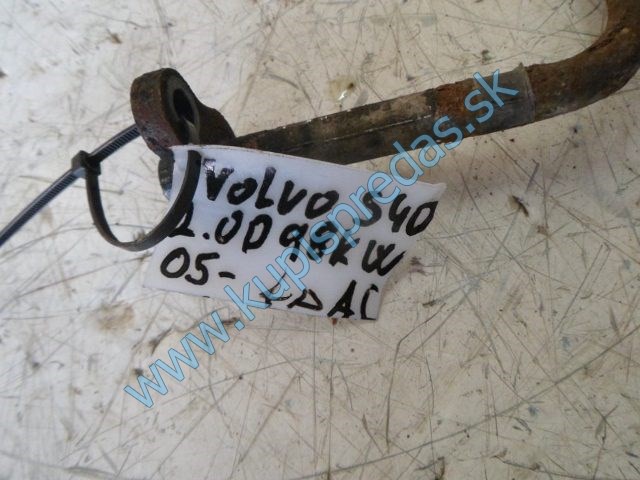 VOLVO S40
2.0D 98KW
05-
www.kupispredas.sk